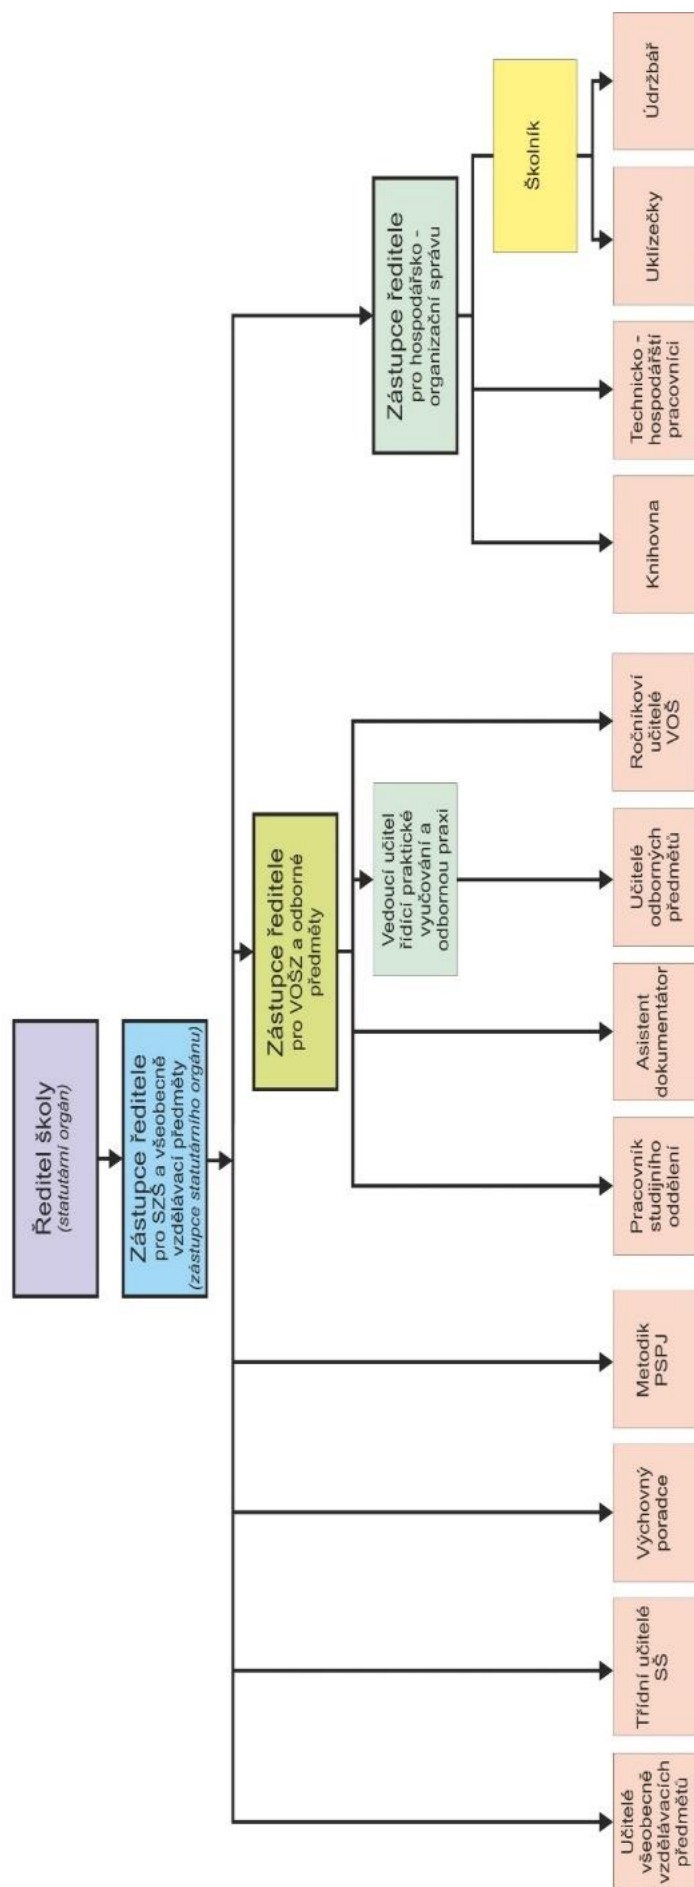 Ředitel školy
(statutární orgán)
Zástupce ředitele
pro SZŠ a všeobecně
vzdělávací předměty
(zástupce statutárního orgánu)
Zástupce ředitele
pro VOŠZ a odborné
předměty
Zástupce ředitele
pro hospodářsko -
organizační správu
Vedoucí učitel
řídící praktické
vyučování a
odbornou praxi
Školník
Učitelé
všeobecně
vzdělávacích
předmětů
Třídní učitelé
SŠ
Výchovný
poradce
Metodik
PSPJ
Pracovník
studijního
oddělení
Asistent
dokumentátor
Učitelé
odborných
předmětů
Ročníkoví
učitelé
VOŠ
Knihovna
Technicko -
hospodářští
pracovníci
Uklízečky
Údržbář